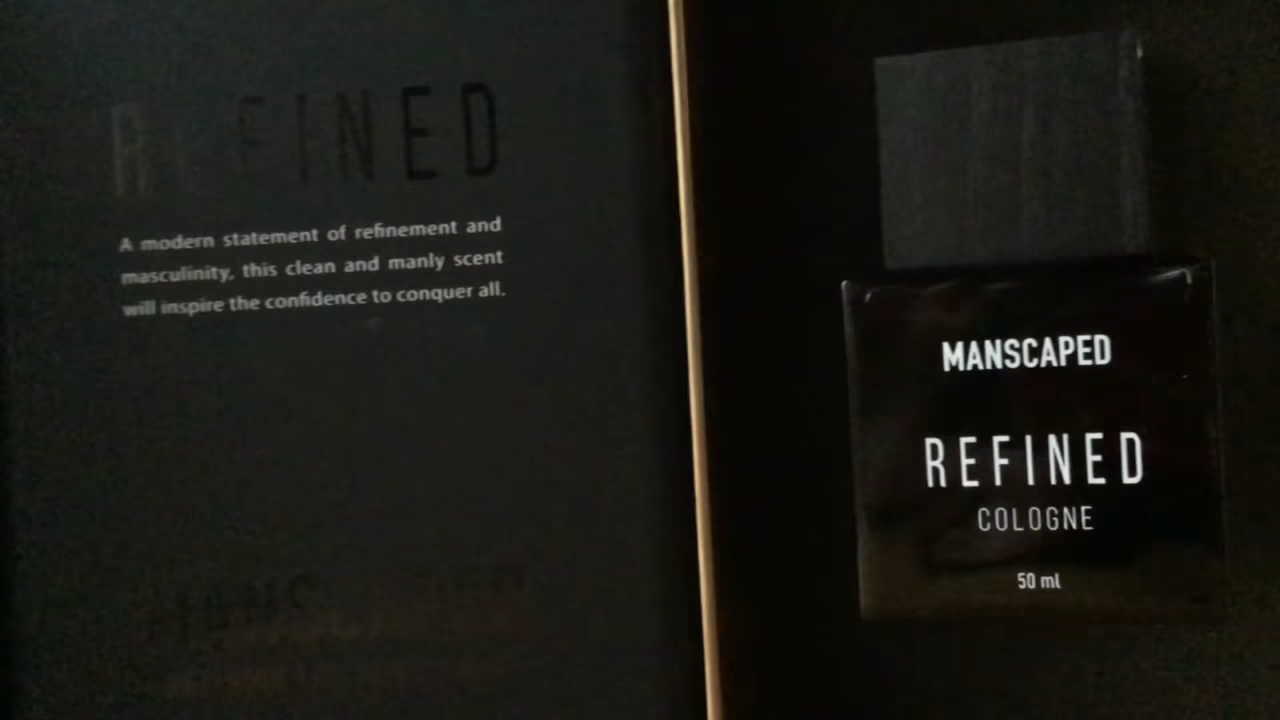 REFINED
A modern statement of refinement and
masculinity, this clean and manly scent
will inspire the confidence to conquer all.
MANSCAPED
REFINED
COLOGNE
50 ml